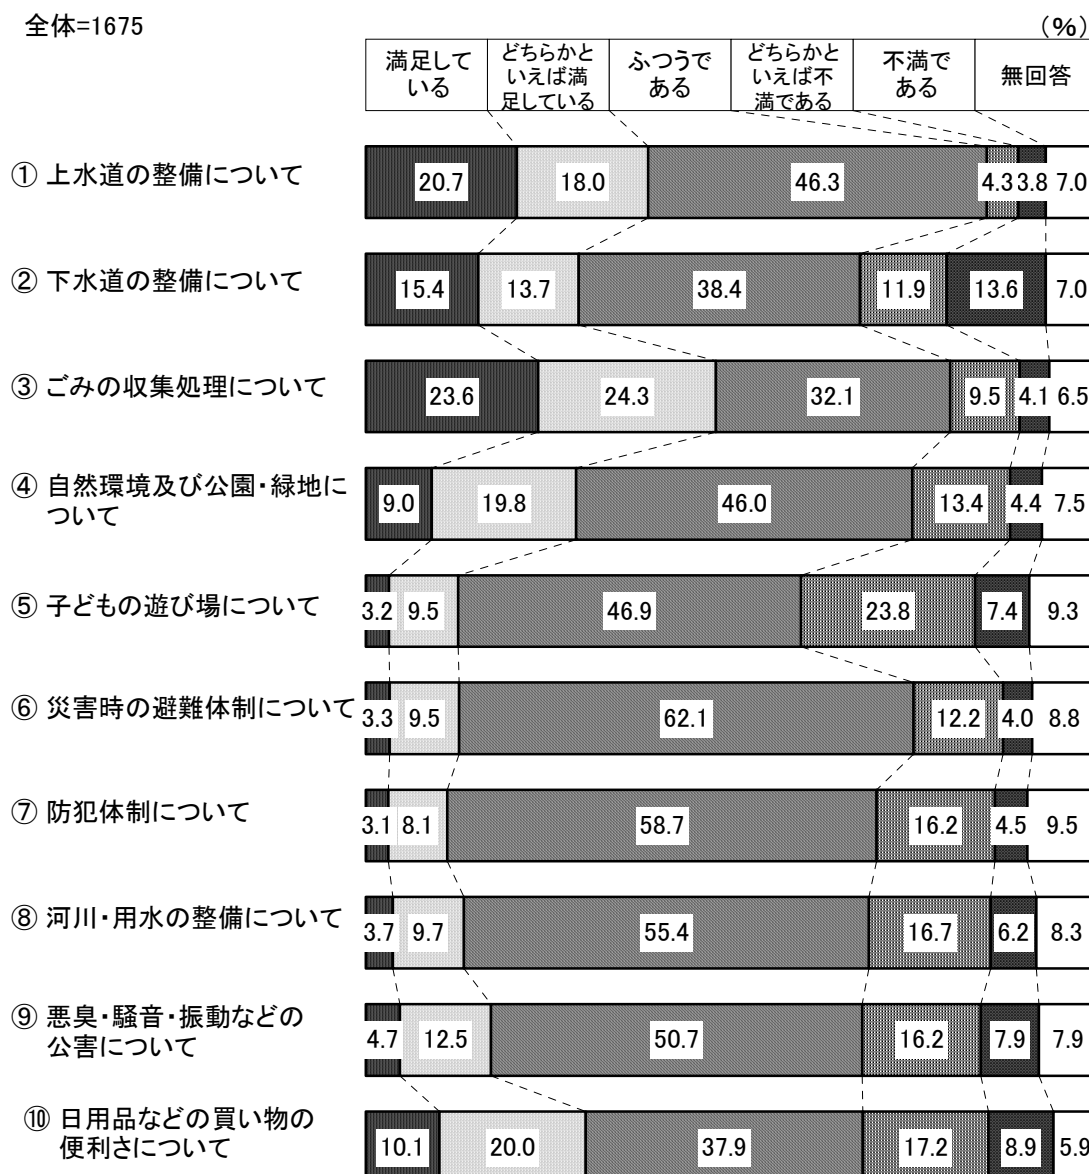 全体=1675
(%)
満足して
いる
どちらかと
いえば満
足している
ふつうで
ある
どちらかと
いえば不
満である
不満で
ある
無回答
① 上水道の整備について
20.7 18.0 46.3 4.3 3.8 7.0
② 下水道の整備について
15.4 13.7 38.4 11.9 13.6 7.0
③ ごみの収集処理について
23.6 24.3 32.1 9.5 4.1 6.5
④ 自然環境及び公園・緑地に
ついて
9.0 19.8 46.0 13.4 4.4 7.5
⑤ 子どもの遊び場について
3.2 9.5 46.9 23.8 7.4 9.3
⑥ 災害時の避難体制について
3.3 9.5 62.1 12.2 4.0 8.8
⑦ 防犯体制について
3.1 8.1 58.7 16.2 4.5 9.5
⑧ 河川・用水の整備について
3.7 9.7 55.4 16.7 6.2 8.3
⑨ 悪臭・騒音・振動などの
公害について
4.7 12.5 50.7 16.2 7.9 7.9
⑩ 日用品などの買い物の
便利さについて
10.1 20.0 37.9 17.2 8.9 5.9